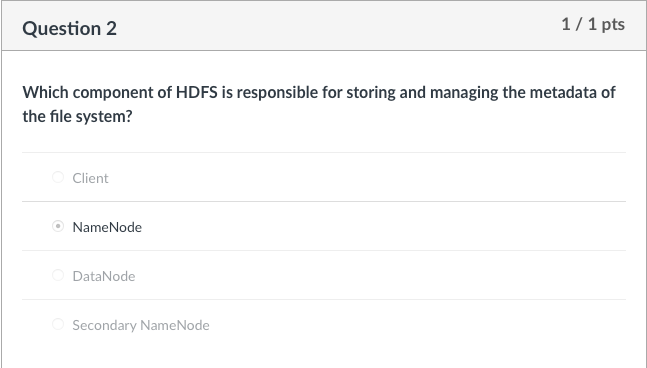 Question 2
1 / 1 pts
Which component of HDFS is responsible for storing and managing the metadata of
the file system?
Client
NameNode
DataNode
Secondary NameNode